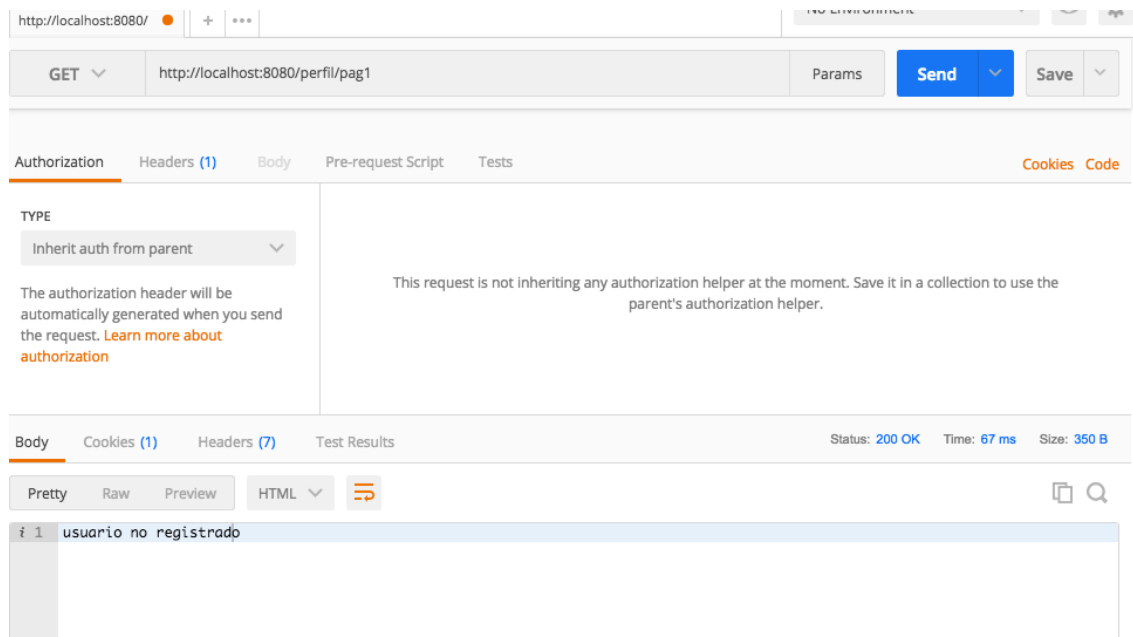 http://localhost:8080/
No Environment
GET
http://localhost:8080/perfil/pag1
Params
Send
Save
Authorization
Headers (1)
Body
Pre-request Script
Tests
Cookies
Code
TYPE
Inherit auth from parent
The authorization header will be
automatically generated when you send
the request. Learn more about
authorization
This request is not inheriting any authorization helper at the moment. Save it in a collection to use the
parent's authorization helper.
Body
Cookies (1)
Headers (7)
Test Results
Status: 200 OK
Time: 67 ms
Size: 350 B
Pretty
Raw
Preview
HTML
i 1
usuario no registrado